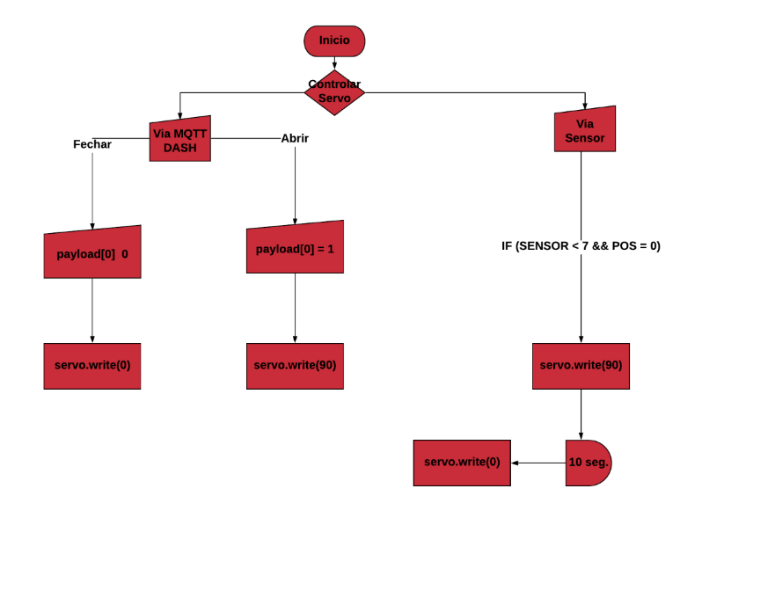 Inicio
Controlar
Servo
Via MQTT
DASH
Via
Sensor
Fechar
Abrir
payload[0]  0
payload[0] = 1
IF (SENSOR < 7 && POS = 0)
servo.write(0)
servo.write(90)
servo.write(90)
servo.write(0)
10 seg.